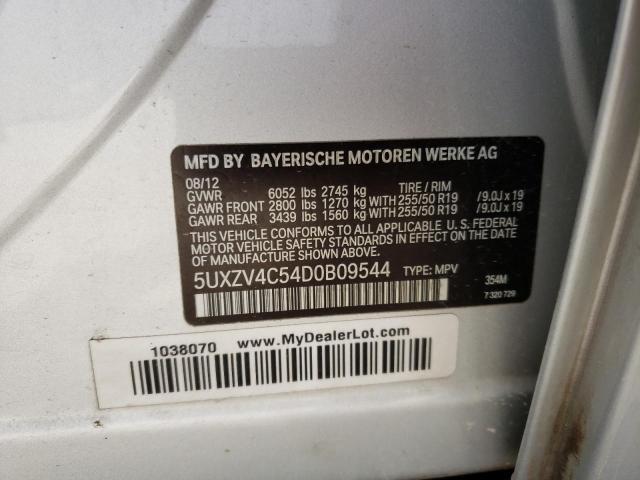 MFD BY BAYERISCHE MOTOREN WERKE AG
08/12
GVWR 6052 lbs 2745 kg TIRE / RIM
GAWR FRONT 2800 lbs 1270 kg WITH 255/50 R19 /9.0J x 19
GAWR REAR 3439 lbs 1560 kg WITH 255/50 R19 /9.0J x 19
THIS VEHICLE CONFORMS TO ALL APPLICABLE U.S. FEDERAL
MOTOR VEHICLE SAFETY STANDARDS IN EFFECT ON THE DATE
OF MANUFACTURE SHOWN ABOVE.
5UXZV4C54D0B09544 TYPE: MPV 354M
7 320 729
1038070 www.MyDealerLot.com